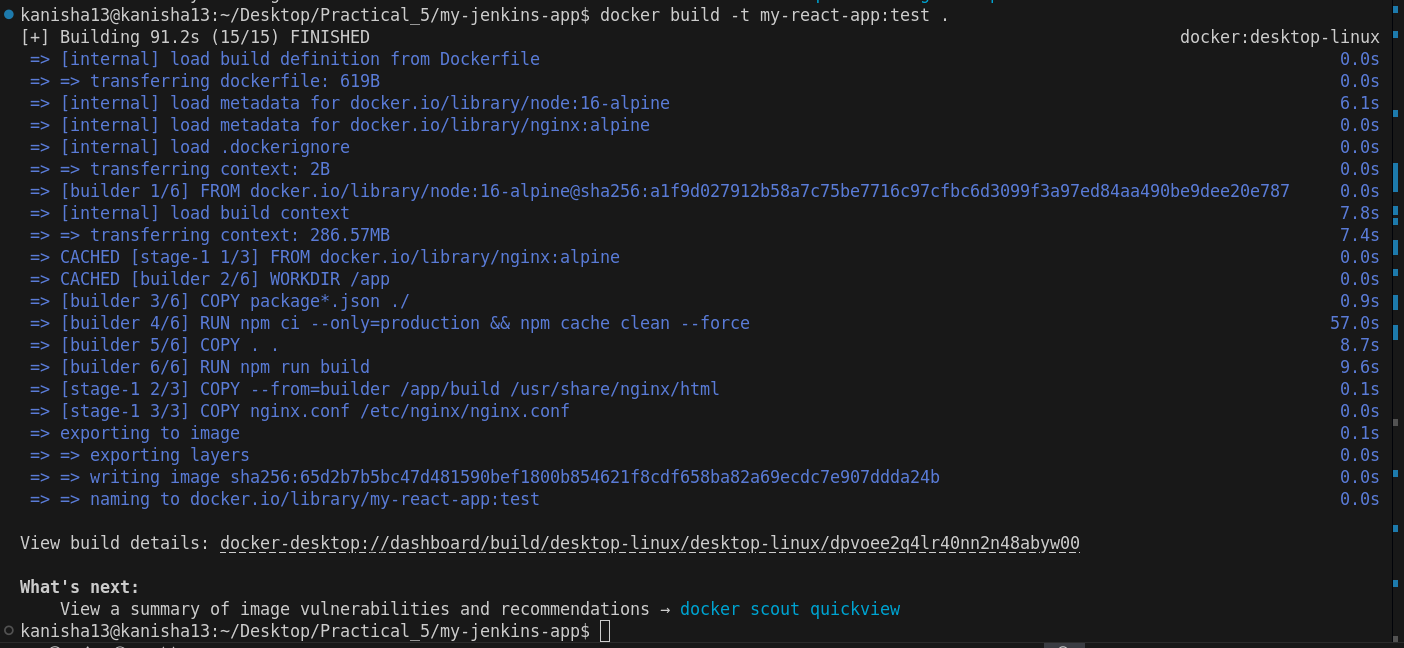 kanisha13@kanisha13:~/Desktop/Practical_5/my-jenkins-app$ docker build -t my-react-app:test .
[+] Building 91.2s (15/15) FINISHED docker:desktop-linux
=> [internal] load build definition from Dockerfile 0.0s
=> => transferring dockerfile: 619B 0.0s
=> [internal] load metadata for docker.io/library/node:16-alpine 6.1s
=> [internal] load metadata for docker.io/library/nginx:alpine 0.0s
=> [internal] load .dockerignore 0.0s
=> => transferring context: 2B 0.0s
=> [builder 1/6] FROM docker.io/library/node:16-alpine@sha256:a1f9d027912b58a7c75be7716c97cfbc6d3099f3a97ed84aa490be9dee20e787 0.0s
=> [internal] load build context 7.8s
=> => transferring context: 286.57MB 7.4s
=> CACHED [stage-1 1/3] FROM docker.io/library/nginx:alpine 0.0s
=> CACHED [builder 2/6] WORKDIR /app 0.0s
=> [builder 3/6] COPY package*.json ./ 0.9s
=> [builder 4/6] RUN npm ci --only=production && npm cache clean --force 57.0s
=> [builder 5/6] COPY . . 8.7s
=> [builder 6/6] RUN npm run build 9.6s
=> [stage-1 2/3] COPY --from=builder /app/build /usr/share/nginx/html 0.1s
=> [stage-1 3/3] COPY nginx.conf /etc/nginx/nginx.conf 0.0s
=> exporting to image 0.1s
=> => exporting layers 0.0s
=> => writing image sha256:65d2b7b5bc47d481590bef1800b854621f8cdf658ba82a69ecdc7e907ddda24b 0.0s
=> => naming to docker.io/library/my-react-app:test 0.0s
View build details: docker-desktop://dashboard/build/desktop-linux/desktop-linux/dpvoee2q4lr40nn2n48abyw00
What's next:
View a summary of image vulnerabilities and recommendations → docker scout quickview
kanisha13@kanisha13:~/Desktop/Practical_5/my-jenkins-app$